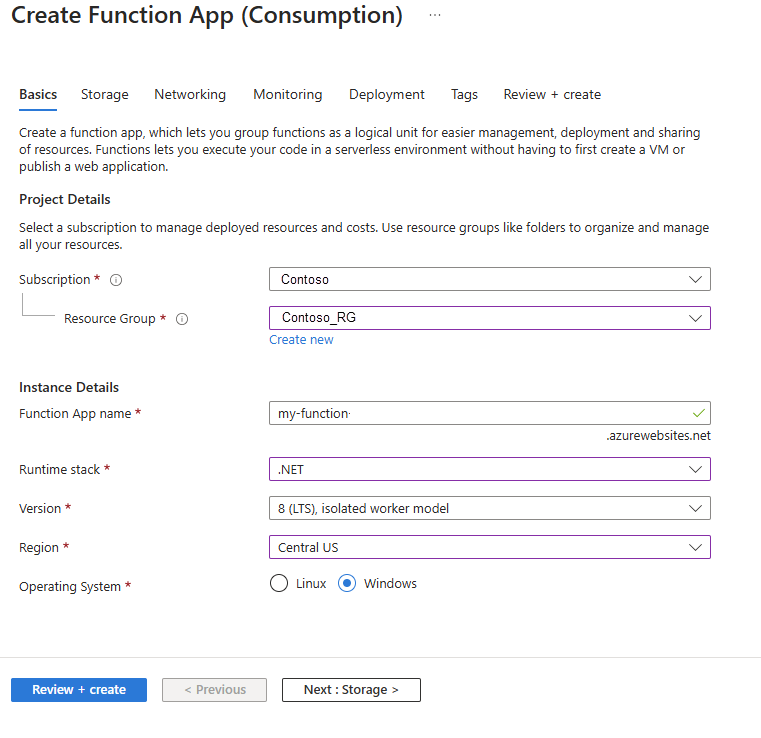 Create Function App (Consumption) ...
Basics Storage Networking Monitoring Deployment Tags Review + create
Create a function app, which lets you group functions as a logical unit for easier management, deployment and sharing
of resources. Functions lets you execute your code in a serverless environment without having to first create a VM or
publish a web application.
Project Details
Select a subscription to manage deployed resources and costs. Use resource groups like folders to organize and manage
all your resources.
Subscription * Contoso
Resource Group * Contoso_RG
Create new
Instance Details
Function App name * my-function
.azurewebsites.net
Runtime stack * .NET
Version * 8 (LTS), isolated worker model
Region * Central US
Operating System * Linux Windows
Review + create < Previous Next : Storage >